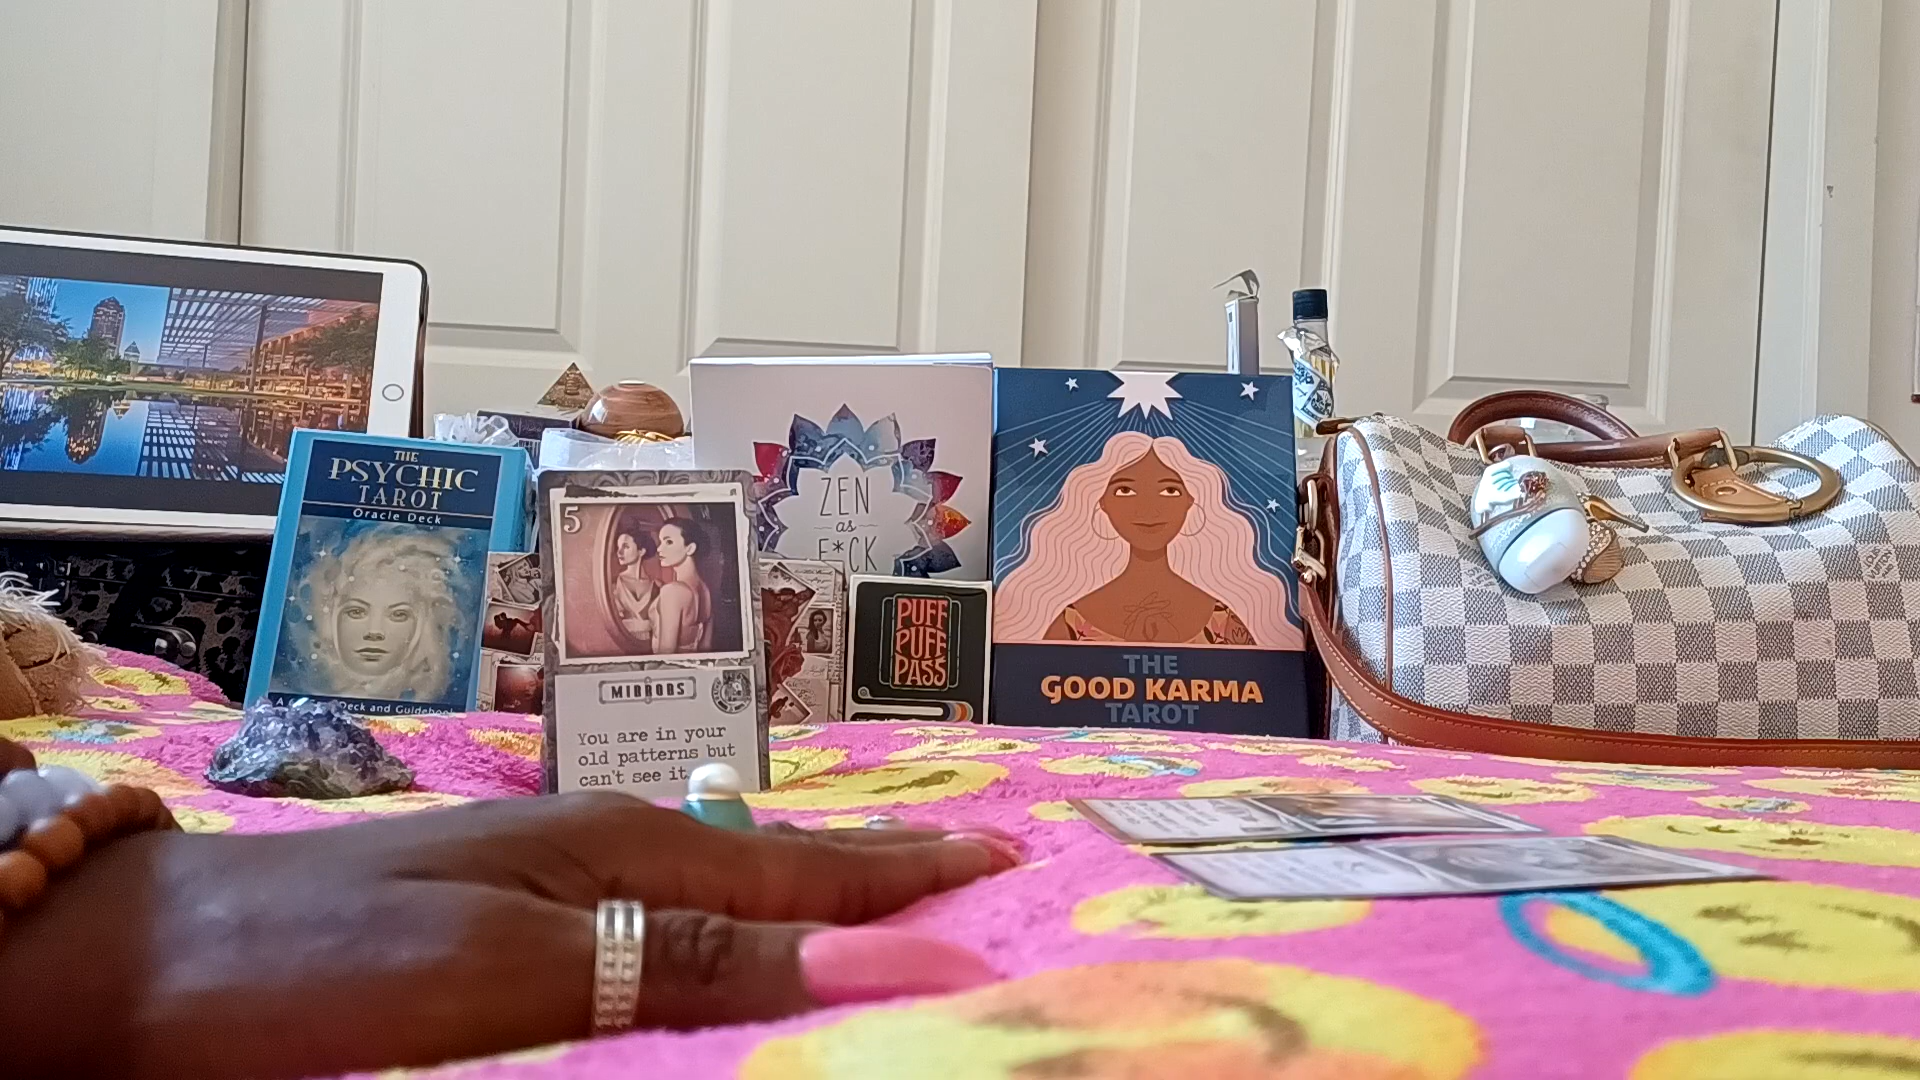 THE
PSYCHIC
TAROT
Oracle Deck
Deck and Guidebook
5
MIRRORS
You are in your
old patterns but
can't see it
ZEN
as
F*CK
PUFF
PUFF
PASS
THE
GOOD KARMA
TAROT